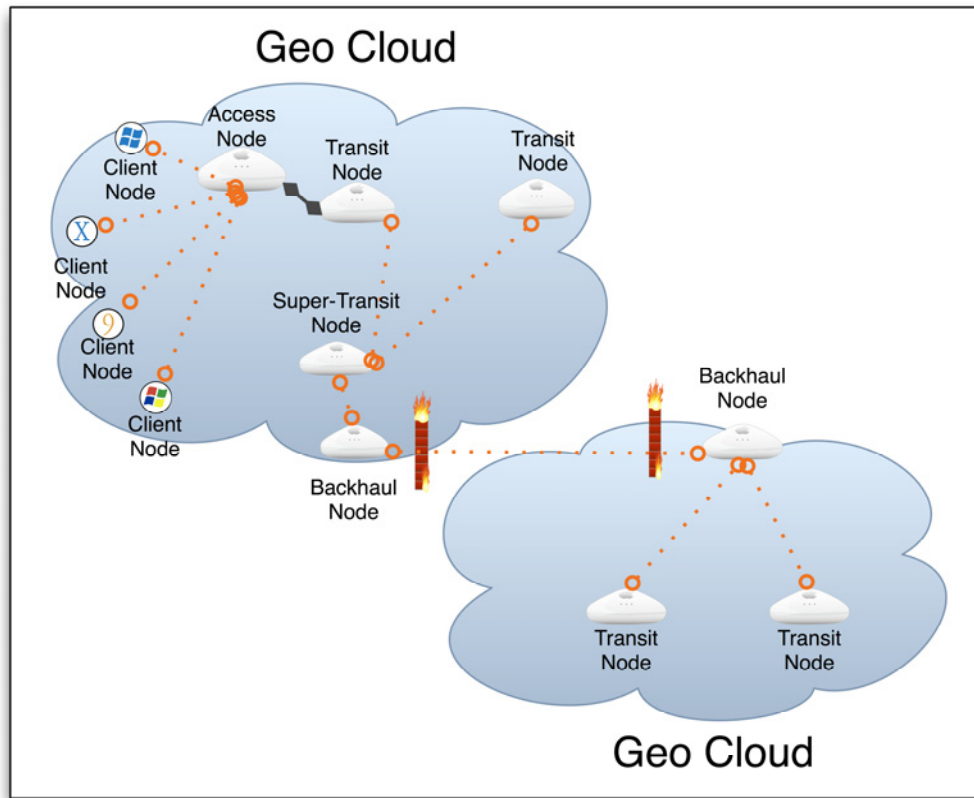 Geo Cloud
Access
Node
Transit
Node
Transit
Node
Client
Node
X
Client
Node
9
Client
Node
Client
Node
Super-Transit
Node
Backhaul
Node
Backhaul
Node
Transit
Node
Transit
Node
Geo Cloud